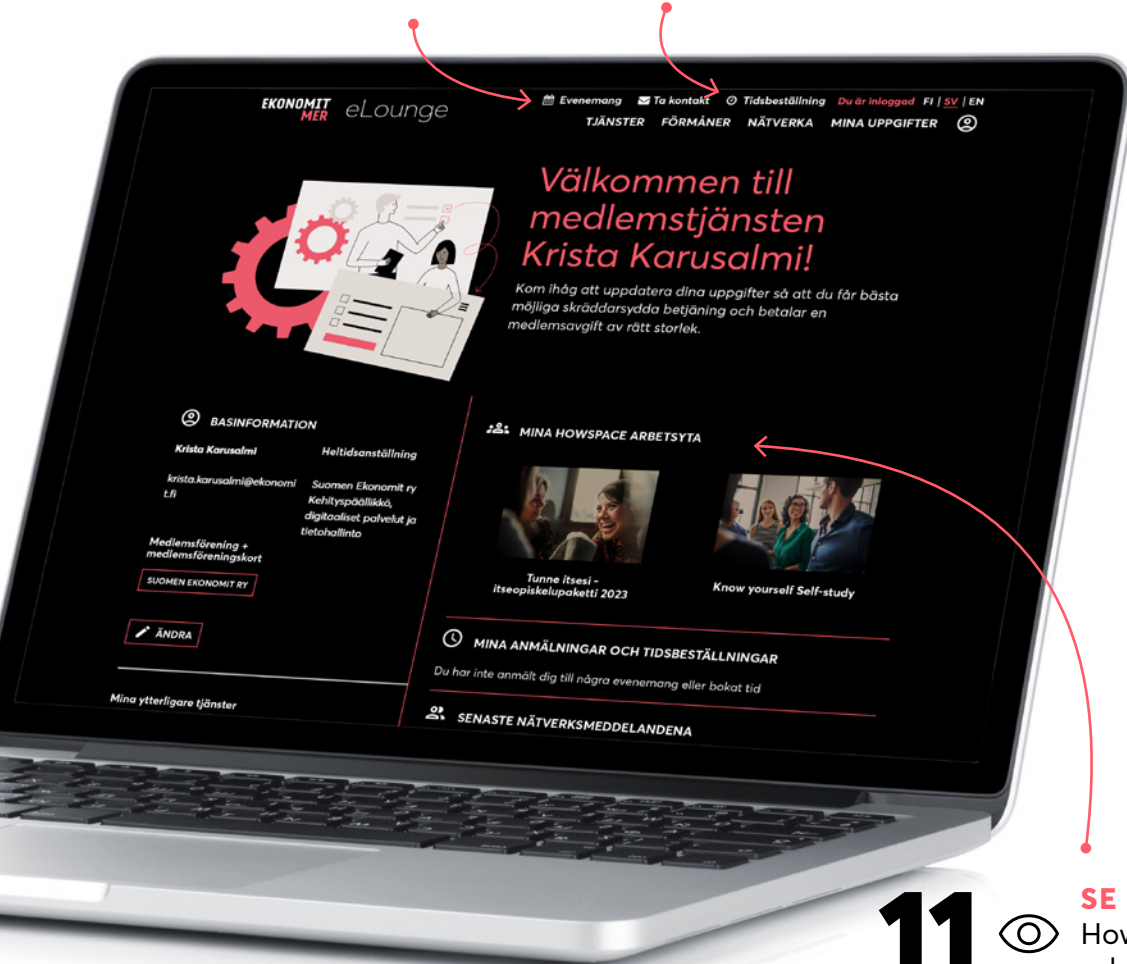 EKONOMIT
MER
eLounge
Evenemang Ta kontakt Tidsbeställning Du är inloggad FI | SV | EN
TJÄNSTER FÖRMÅNER NÄTVERKA MINA UPPGIFTER
Välkommen till
medlemstjänsten
Krista Karusalmi!
Kom ihåg att uppdatera dina uppgifter så att du får bästa
möjliga skräddarsydda betjäning och betalar en
medlemsavgift av rätt storlek.
BASINFORMATION
Krista Karusalmi
krista.karusalmi@ekonomi
t.fi
Heltidsanställning
Suomen Ekonomit ry
Kehityspäällikkö,
digitaaliset palvelut ja
tietohallinto
Medlemsförening +
medlemsföreningskort
SUOMEN EKONOMIT RY
ÄNDRA
Mina ytterligare tjänster
MINA HOWSPACE ARBETSYTA
Tunne itsesi -
itseopiskelupaketti 2023
Know yourself Self-study
MINA ANMÄLNINGAR OCH TIDSBESTÄLLNINGAR
Du har inte anmält dig till några evenemang eller bokat tid
SENASTE NÄTVERKSMEDDELANDENA
11
SE